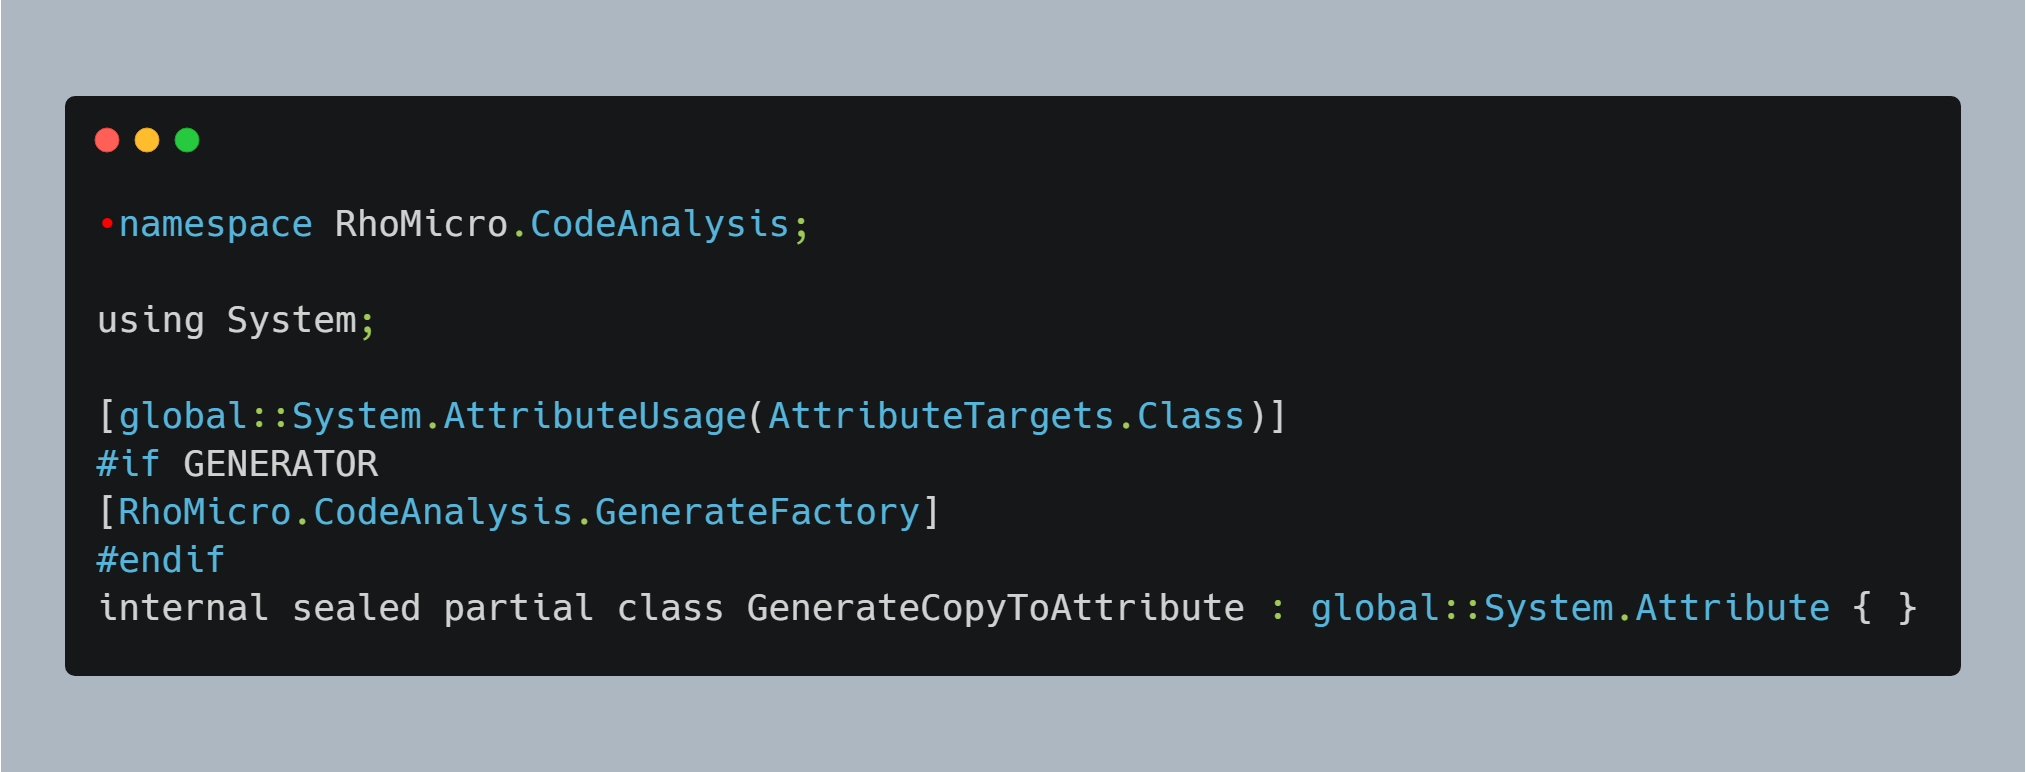 •namespace RhoMicro.CodeAnalysis;
using System;
[global::System.AttributeUsage(AttributeTargets.Class)]
#if GENERATOR
[RhoMicro.CodeAnalysis.GenerateFactory]
#endif
internal sealed partial class GenerateCopyToAttribute : global::System.Attribute { }